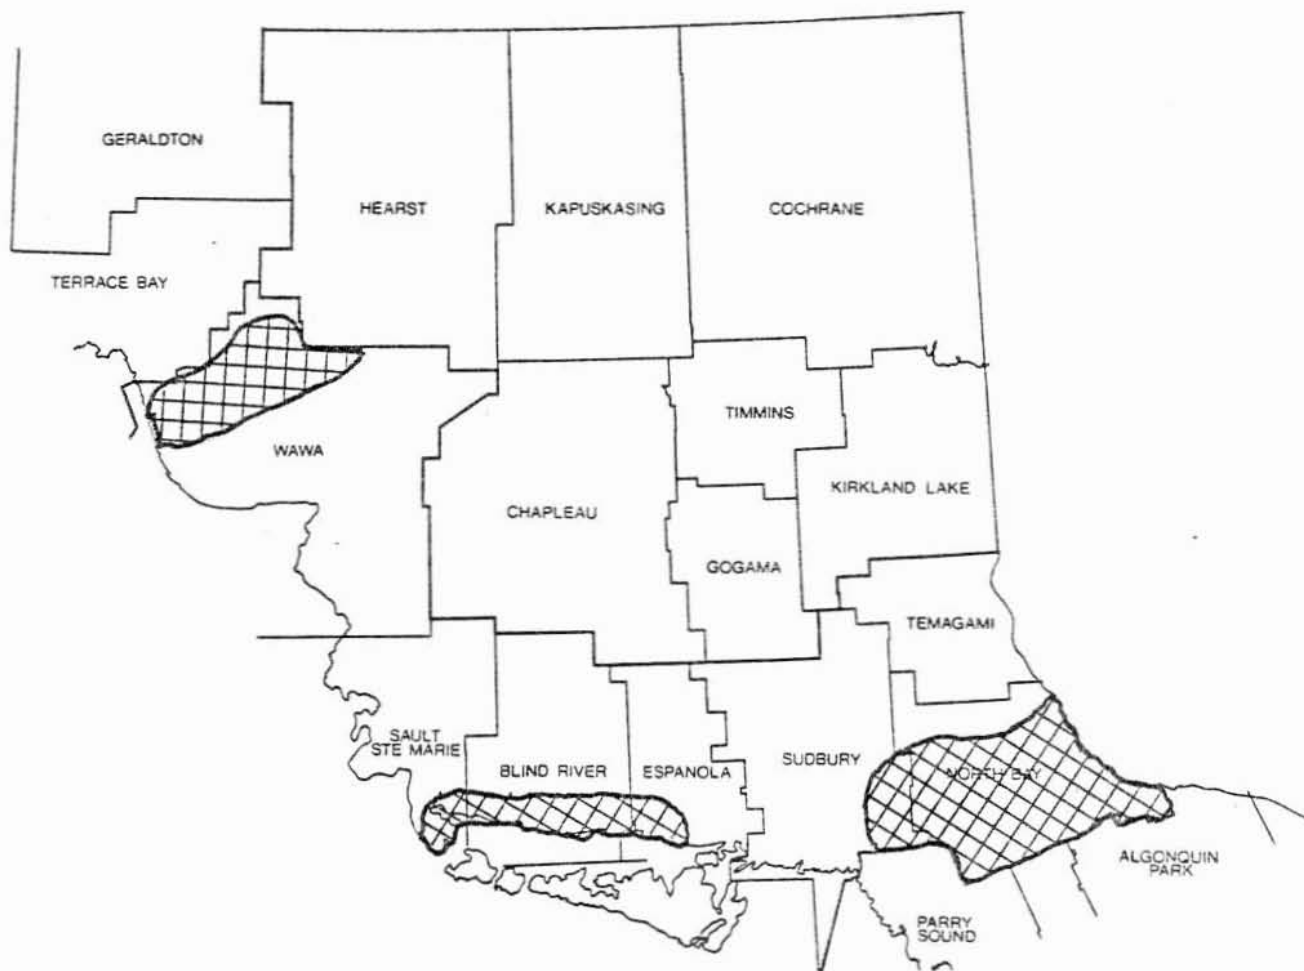 GERALDTON
HEARST
KAPUSKASING
COCHRANE
TERRACE BAY
TIMMINS
WAWA
KIRKLAND LAKE
CHAPLEAU
GOGAMA
TEMAGAMI
SAULT
STE MARIE
BLIND RIVER
ESPANOLA
SUDBURY
NORTH BAY
ALGONQUIN
PARK
PARRY
SOUND